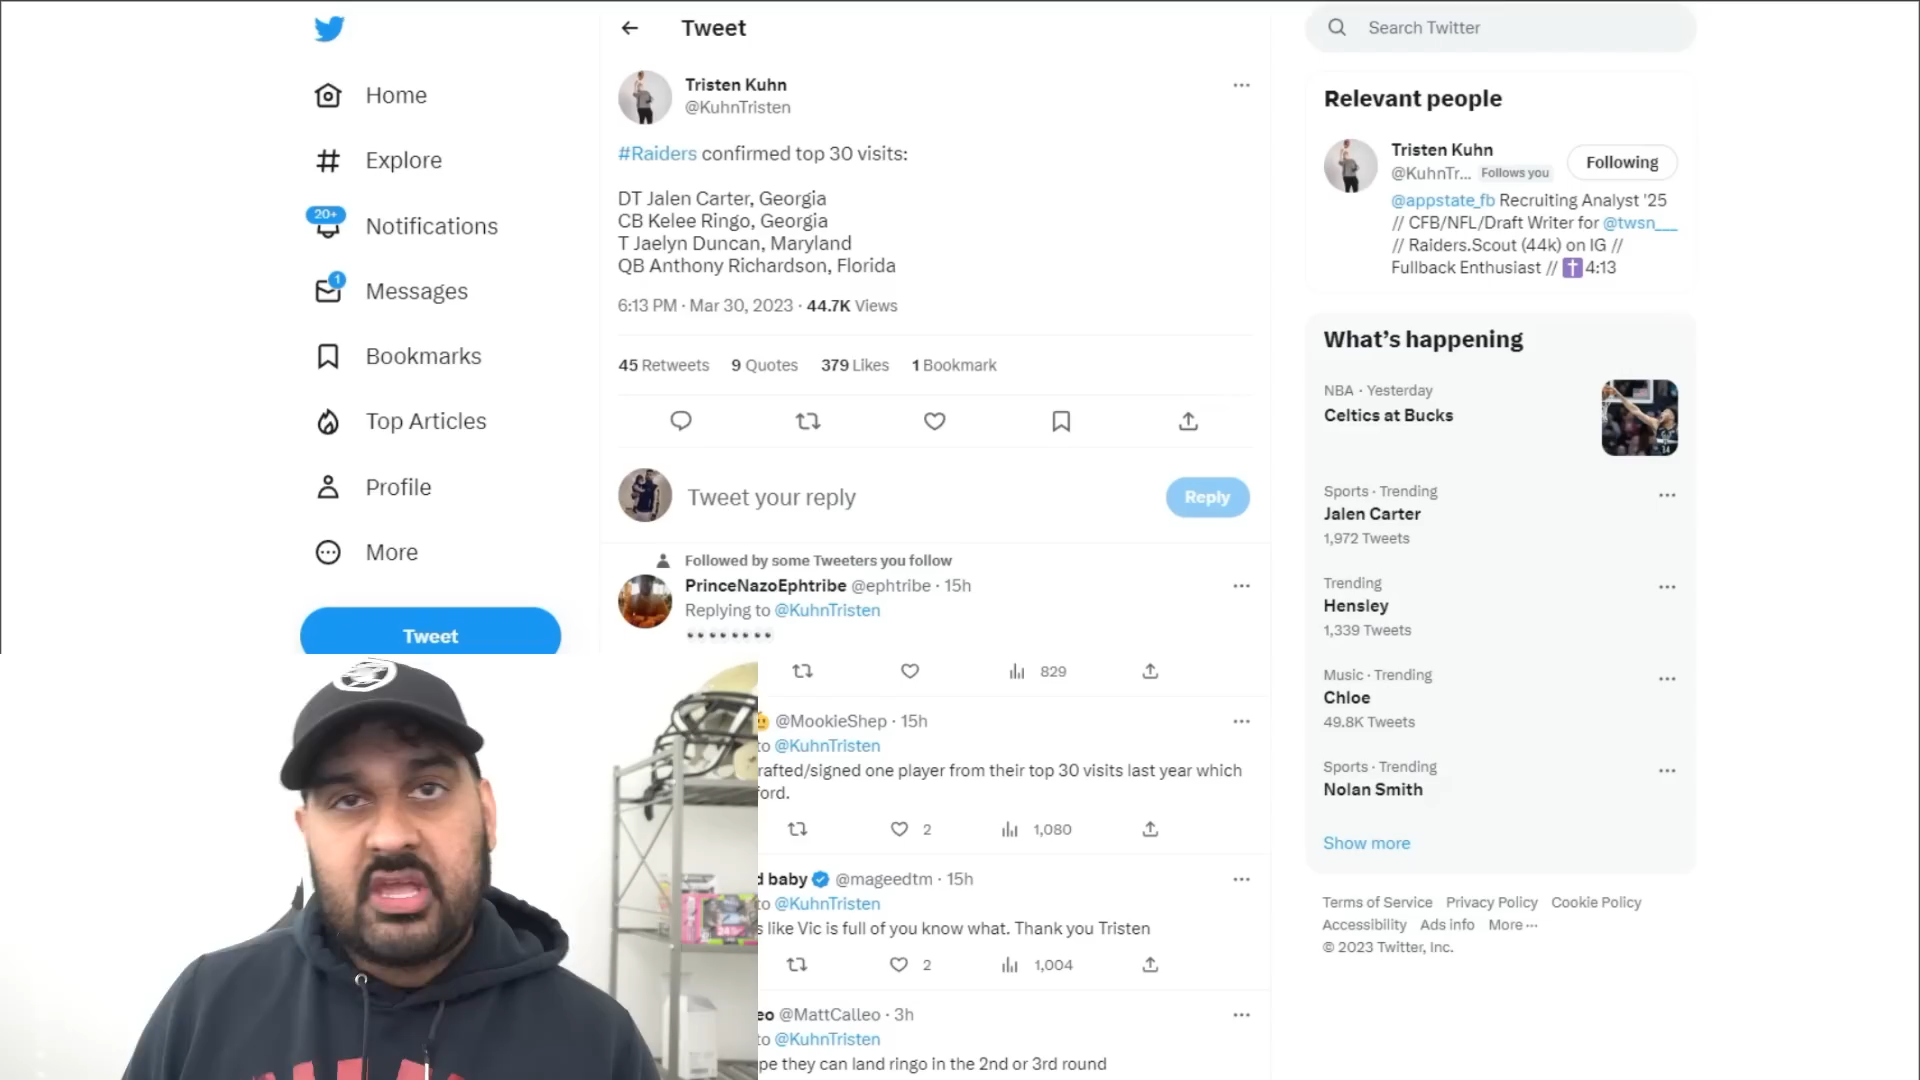 Home
Explore
20+
Notifications
1
Messages
Bookmarks
Top Articles
Profile
More
Tweet
Tweet
Tristen Kuhn
@KuhnTristen
#Raiders confirmed top 30 visits:
DT Jalen Carter, Georgia
CB Kelee Ringo, Georgia
T Jaelyn Duncan, Maryland
QB Anthony Richardson, Florida
6:13 PM · Mar 30, 2023 · 44.7K Views
45 Retweets 9 Quotes 379 Likes 1 Bookmark
Tweet your reply
Reply
Followed by some Tweeters you follow
PrinceNazoEphtribe @ephtribe · 15h
Replying to @KuhnTristen
829
@MookieShep · 15h
to @KuhnTristen
rafted/signed one player from their top 30 visits last year which
ford.
2 1,080
d baby @mageedtm · 15h
to @KuhnTristen
s like Vic is full of you know what. Thank you Tristen
2 1,004
eo @MattCalleo · 3h
to @KuhnTristen
pe they can land ringo in the 2nd or 3rd round
Search Twitter
Relevant people
Tristen Kuhn
@KuhnTr... Follows you
Following
@appstate_fb Recruiting Analyst '25
// CFB/NFL/Draft Writer for @twsn___
// Raiders.Scout (44k) on IG //
Fullback Enthusiast // ✝️4:13
What's happening
NBA · Yesterday
Celtics at Bucks
Sports · Trending
Jalen Carter
1,972 Tweets
Trending
Hensley
1,339 Tweets
Music · Trending
Chloe
49.8K Tweets
Sports · Trending
Nolan Smith
Show more
Terms of Service Privacy Policy Cookie Policy
Accessibility Ads info More ···
© 2023 Twitter, Inc.